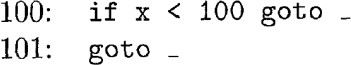 100: if x < 100 goto _
101: goto _